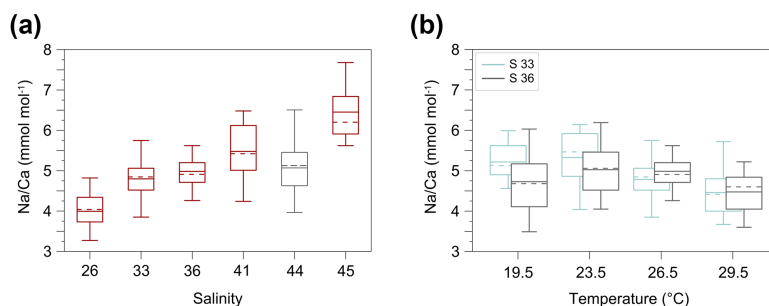 (a)
Na/Ca (mmol mol⁻¹)
8
7
6
5
4
3
26 33 36 41 44 45
Salinity
(b)
Na/Ca (mmol mol⁻¹)
8
7
6
5
4
3
S 33
S 36
19.5 23.5 26.5 29.5
Temperature (°C)